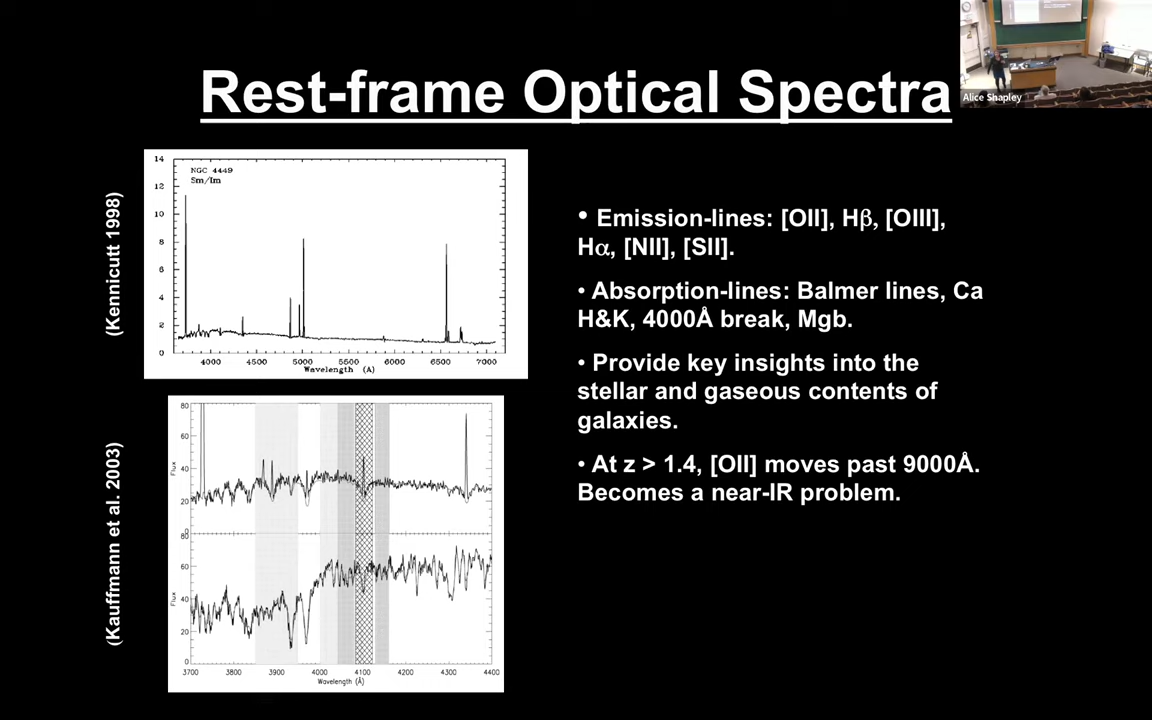 Rest-frame Optical Spectra
Alice Shapley
(Kennicutt 1998)
NGC 4449
Sm/Im
14
12
10
8
6
4
2
0
4000 4500 5000 5500 6000 6500 7000
Wavelength (A)
• Emission-lines: [OII], Hβ, [OIII],
Hα, [NII], [SII].
• Absorption-lines: Balmer lines, Ca
H&K, 4000Å break, Mgb.
• Provide key insights into the
stellar and gaseous contents of
galaxies.
• At z > 1.4, [OII] moves past 9000Å.
Becomes a near-IR problem.
(Kauffmann et al. 2003)
80
60
40
20
0
Flux
80
60
40
20
0
Flux
3700 3800 3900 4000 4100 4200 4300 4400
Wavelength (Å)